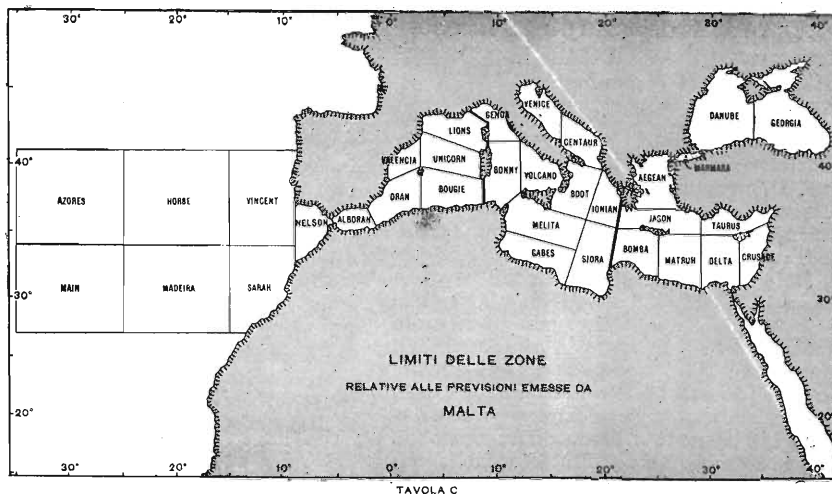 30° 20° 10° 0° 10° 20° 30° 40°
VENICE
DANUBE GEORGIA
GENOA
LIONS
CENTAUR
40° VALENCIA UNICORN BONNY VOLCANO AEGEAN MARMARA 40°
AZORES HORSE VINCENT ORAN BOUGIE BOOT
NELSON ALBORAN IONIAN JASON TAURUS
MELITA
GABES SIDRA BOMBA MATRUH DELTA CRUSADE
30° MAIN MADEIRA SARAH 30°
LIMITI DELLE ZONE
RELATIVE ALLE PREVISIONI EMESSE DA
MALTA
20° 20°
30° 20° 10° 0° 10° 20° 30° 40°
TAVOLA C